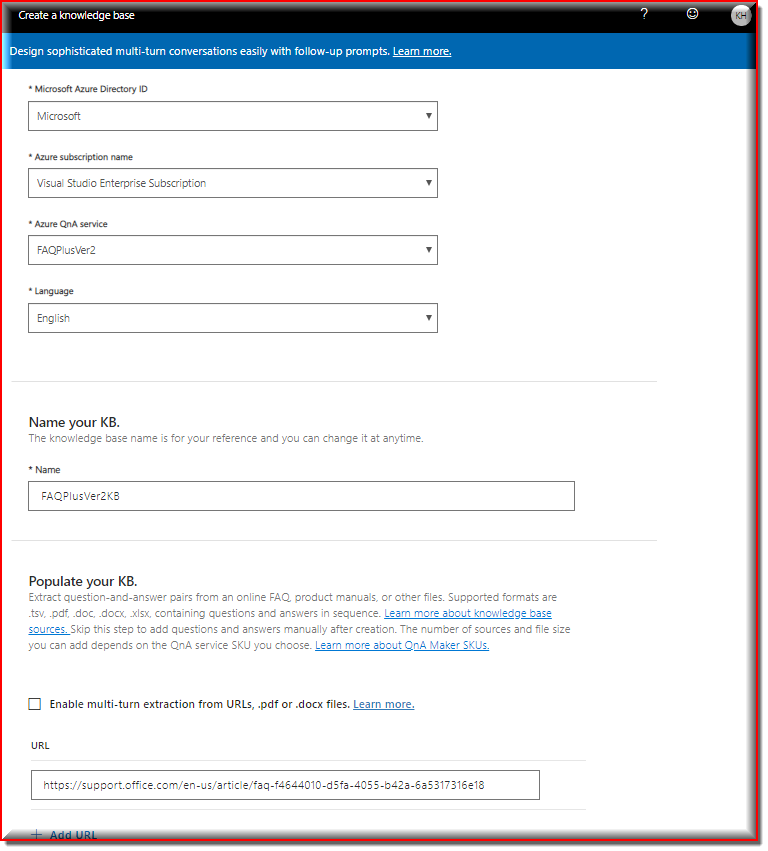 Create a knowledge base
?
KH
Design sophisticated multi-turn conversations easily with follow-up prompts. Learn more.
* Microsoft Azure Directory ID
Microsoft
* Azure subscription name
Visual Studio Enterprise Subscription
* Azure QnA service
FAQPlusVer2
* Language
English
Name your KB.
The knowledge base name is for your reference and you can change it at anytime.
* Name
FAQPlusVer2KB
Populate your KB.
Extract question-and-answer pairs from an online FAQ, product manuals, or other files. Supported formats are
.tsv, .pdf, .doc, .docx, .xlsx, containing questions and answers in sequence. Learn more about knowledge base
sources. Skip this step to add questions and answers manually after creation. The number of sources and file size
you can add depends on the QnA service SKU you choose. Learn more about QnA Maker SKUs.
Enable multi-turn extraction from URLs, .pdf or .docx files. Learn more.
URL
https://support.office.com/en-us/article/faq-f4644010-d5fa-4055-b42a-6a5317316e18
+ Add URL